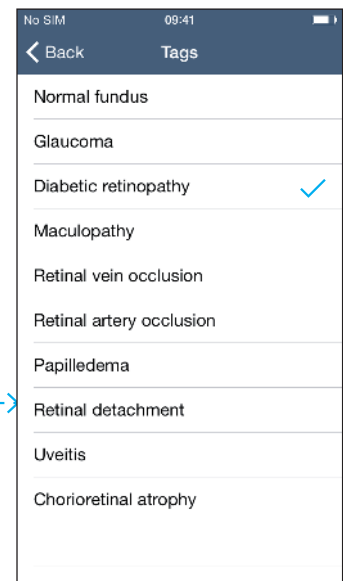 No SIM 09:41
Back Tags
Normal fundus
Glaucoma
Diabetic retinopathy
Maculopathy
Retinal vein occlusion
Retinal artery occlusion
Papilledema
Retinal detachment
Uveitis
Chorioretinal atrophy